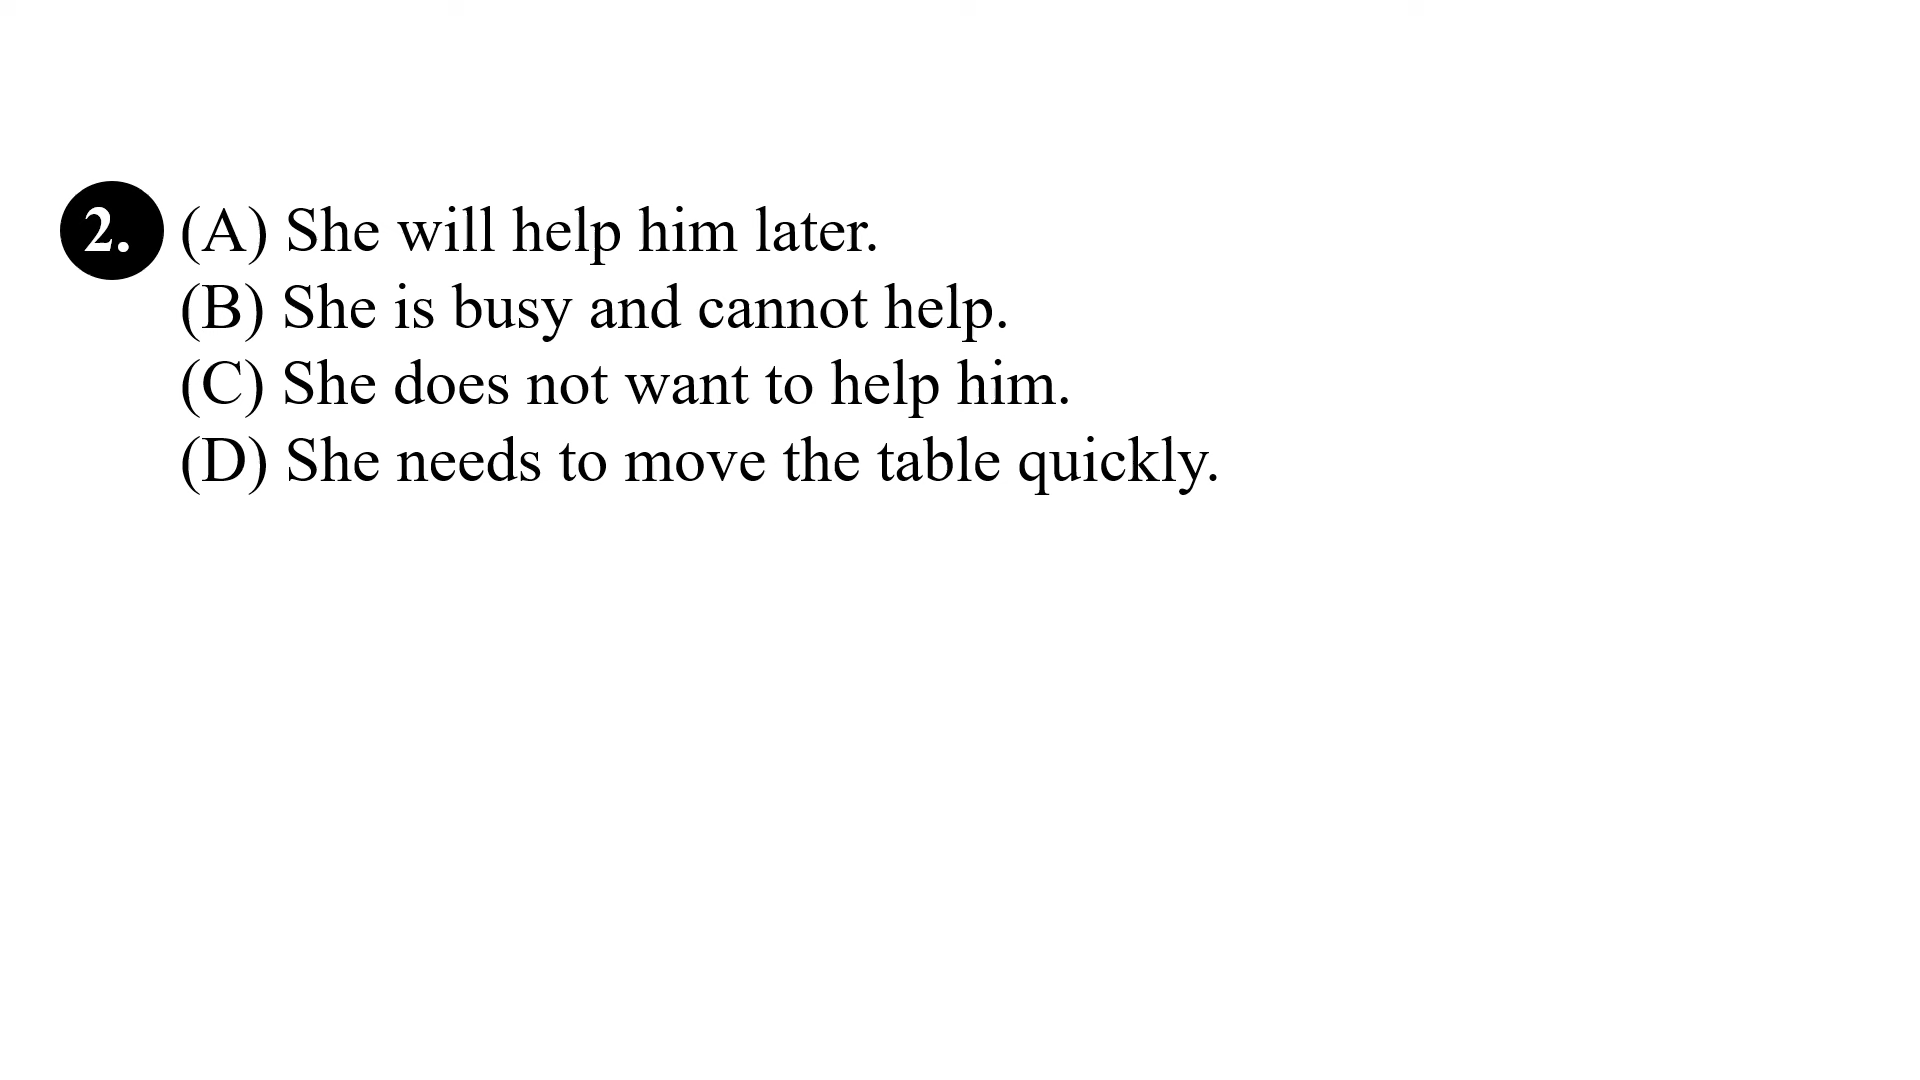 2. (A) She will help him later.
(B) She is busy and cannot help.
(C) She does not want to help him.
(D) She needs to move the table quickly.